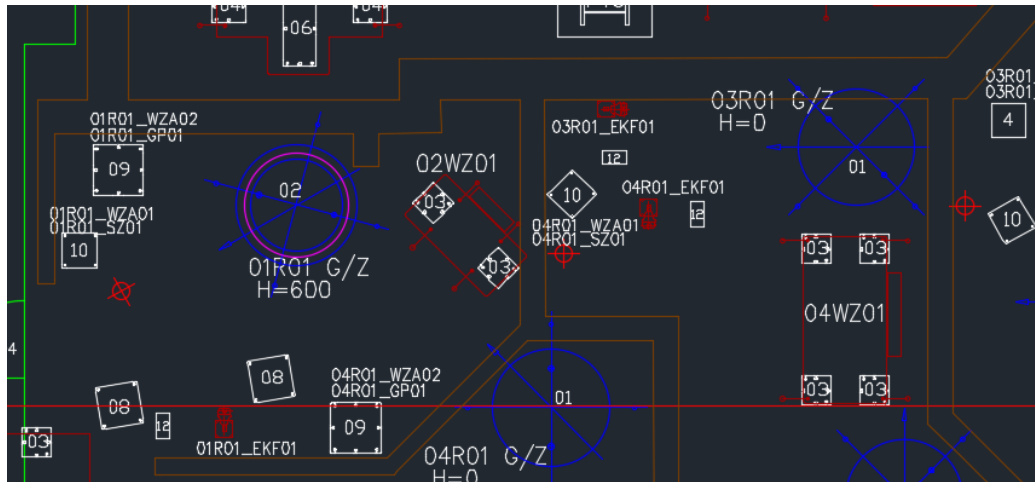 06
01R01_WZA02
01R01_GP01
09
01R01_WZA01
01R01_SZ01
10
02
01R01 G/Z
H=600
02WZ01
03
03
03R01_EKF01
12
10
04R01_EKF01
12
04R01_WZA01
04R01_SZ01
03R01 G/Z
H=0
01
03R01
03R01
4
10
03
03
04WZ01
03
03
4
08
08
12
03
01R01_EKF01
04R01_WZA02
04R01_GP01
09
01
04R01 G/Z
H=0